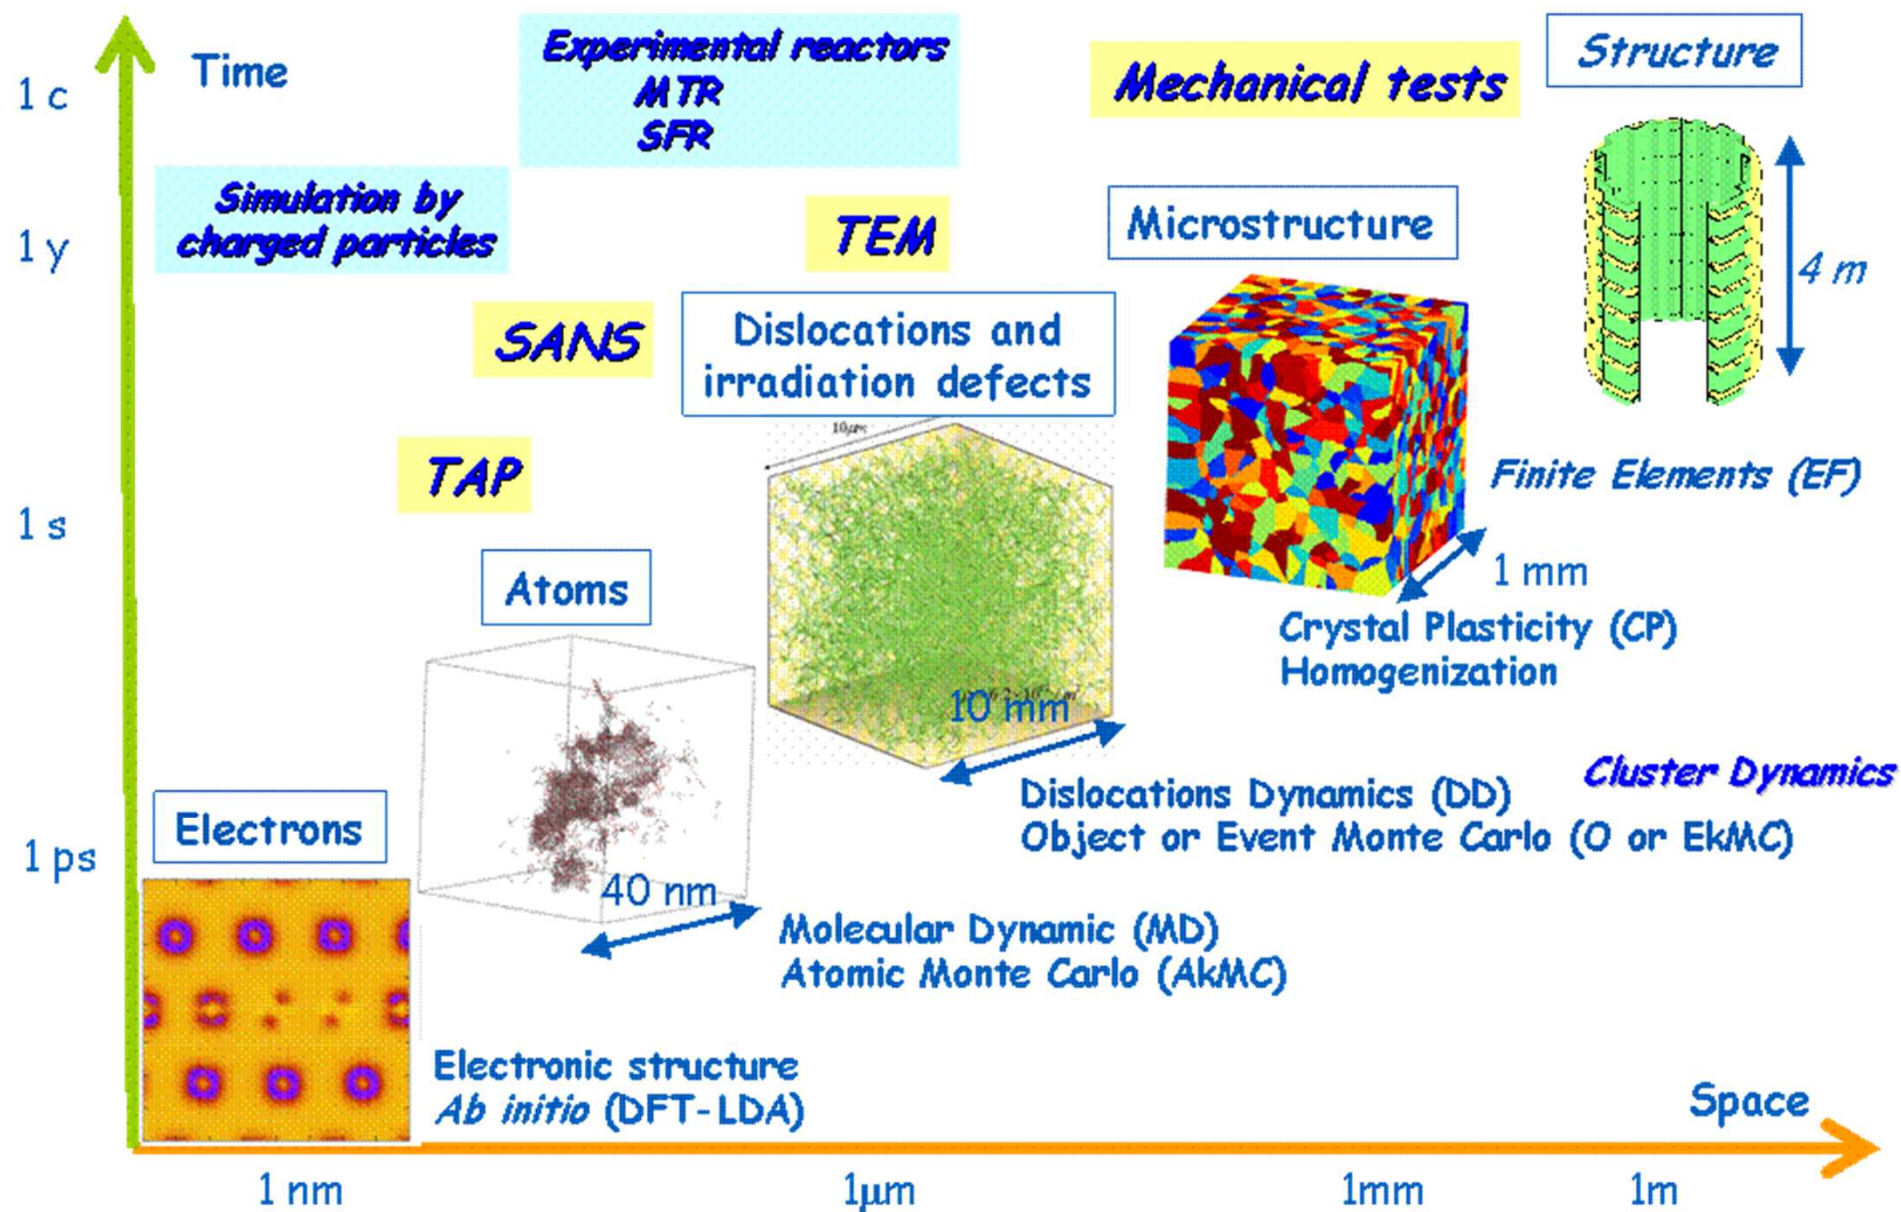 Time
1 c
1 y
1 s
1 ps
Experimental reactors
MTR
SFR
Simulation by
charged particles
Mechanical tests
Structure
4 m
TEM
Microstructure
SANS
Dislocations and
irradiation defects
10µm
TAP
Finite Elements (EF)
1 mm
Crystal Plasticity (CP)
Homogenization
Atoms
10 mm
Cluster Dynamics
Dislocations Dynamics (DD)
Object or Event Monte Carlo (O or EkMC)
Electrons
40 nm
Molecular Dynamic (MD)
Atomic Monte Carlo (AkMC)
Electronic structure
Ab initio (DFT-LDA)
Space
1 nm
1µm
1mm
1m